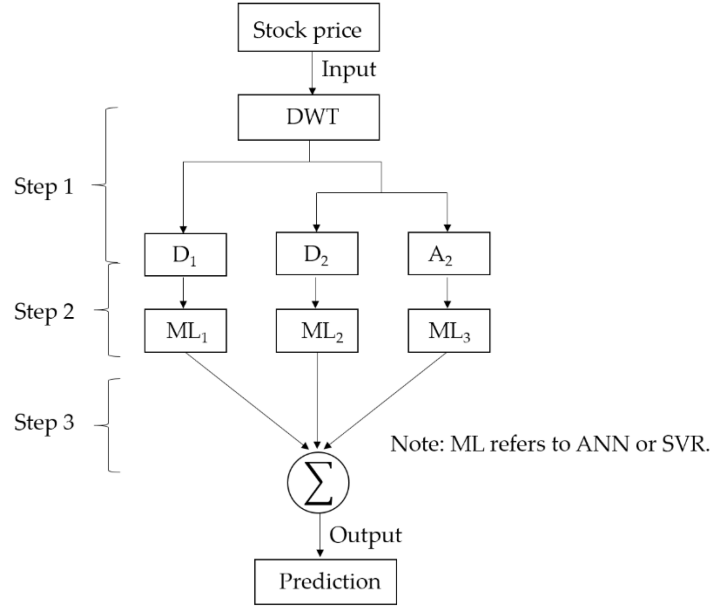 Stock price
Input
DWT
Step 1
D₁
D₂
A₂
Step 2
ML₁
ML₂
ML₃
Step 3
Note: ML refers to ANN or SVR.
∑
Output
Prediction